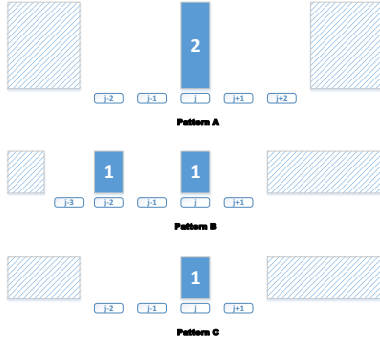 2
j-2 j-1 j j+1 j+2
Pattern A
1 1
j-3 j-2 j-1 j j+1
Pattern B
1
j-2 j-1 j j+1
Pattern C